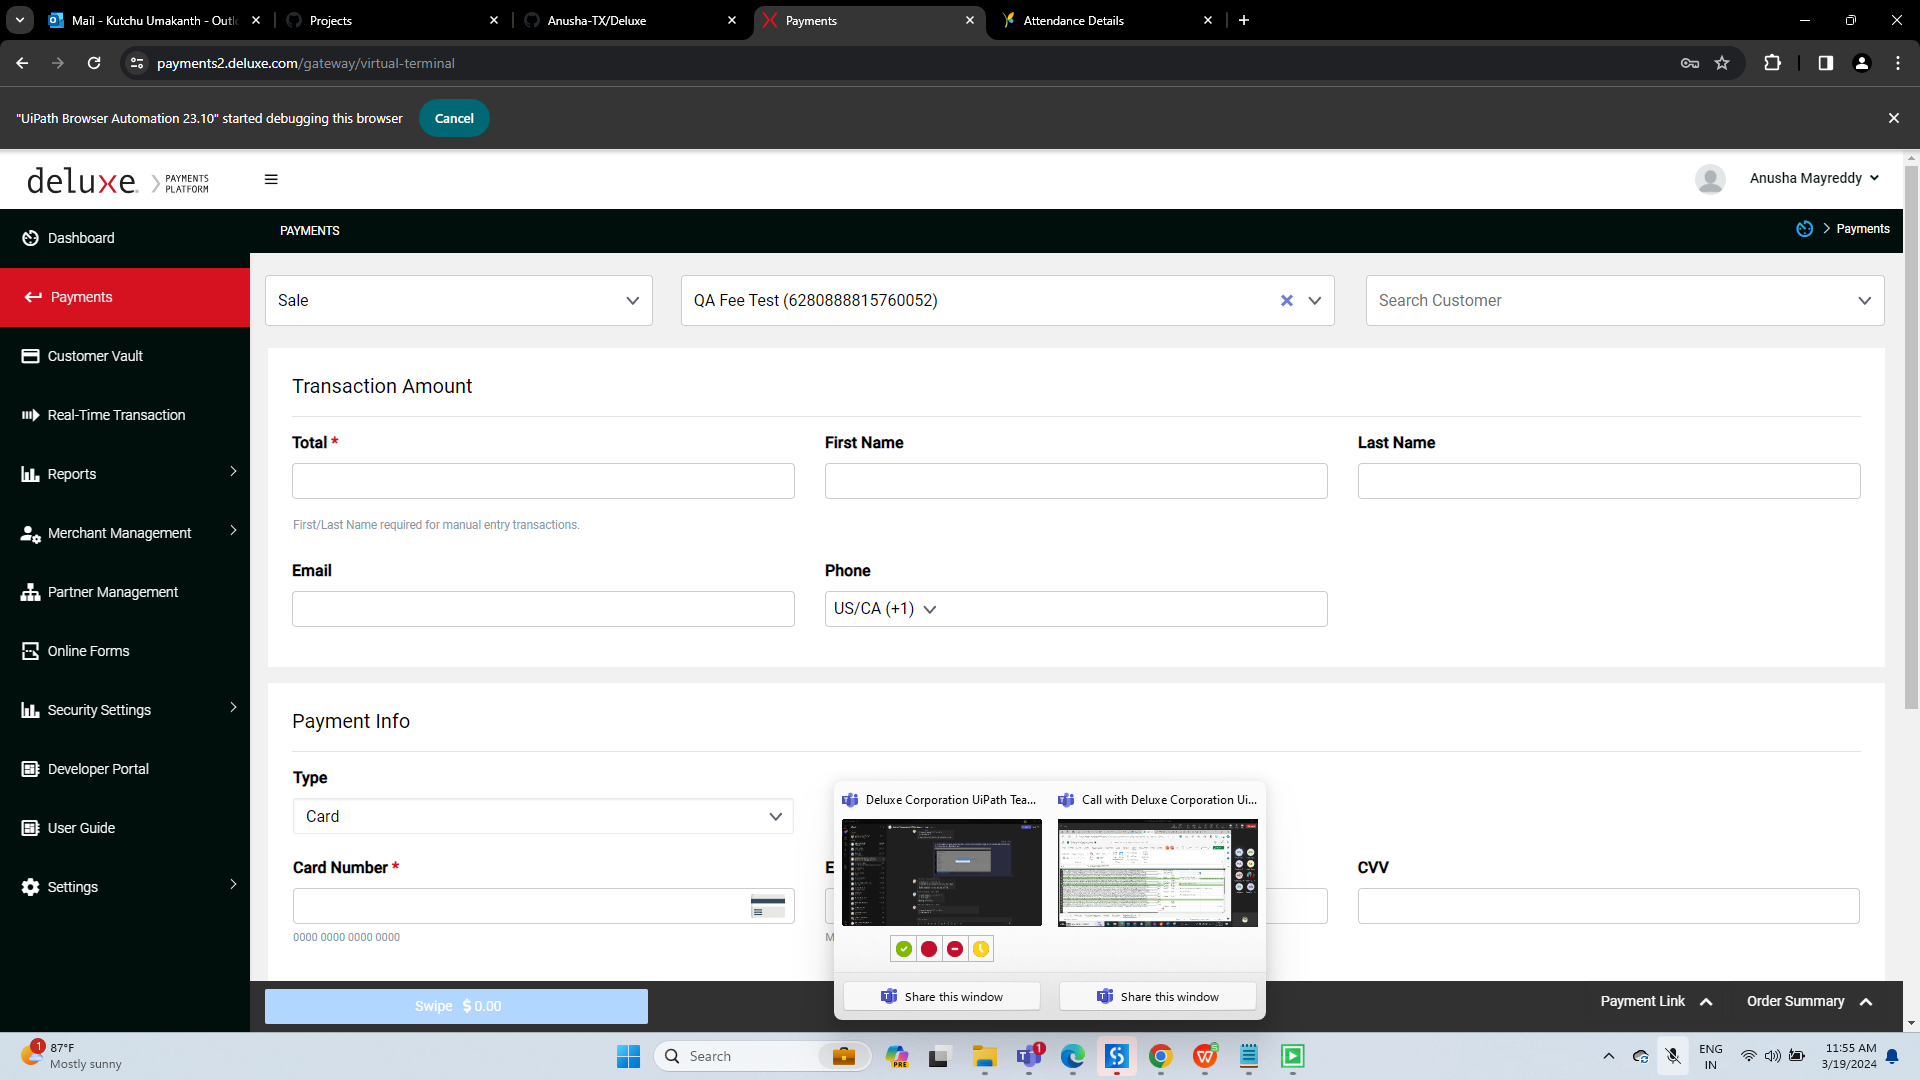 Mail - Kutchu Umakanth - Outlo
Projects
Anusha-TX/Deluxe
Payments
Attendance Details
payments2.deluxe.com/gateway/virtual-terminal
"UiPath Browser Automation 23.10" started debugging this browser
Cancel
deluxe. PAYMENTS PLATFORM
Anusha Mayreddy
Dashboard
PAYMENTS
Payments
Payments
Sale
QA Fee Test (6280888815760052)
Search Customer
Customer Vault
Transaction Amount
Real-Time Transaction
Total *
First Name
Last Name
Reports
First/Last Name required for manual entry transactions.
Merchant Management
Email
Phone
Partner Management
US/CA (+1)
Online Forms
Security Settings
Payment Info
Developer Portal
Type
Card
User Guide
Deluxe Corporation UiPath Tea...
Call with Deluxe Corporation Ui...
Card Number *
E
CVV
Settings
0000 0000 0000 0000
M
Swipe $ 0.00
Share this window
Share this window
Payment Link
Order Summary
1
87°F
Mostly sunny
Search
PRE
1
ENG
IN
11:55 AM
3/19/2024